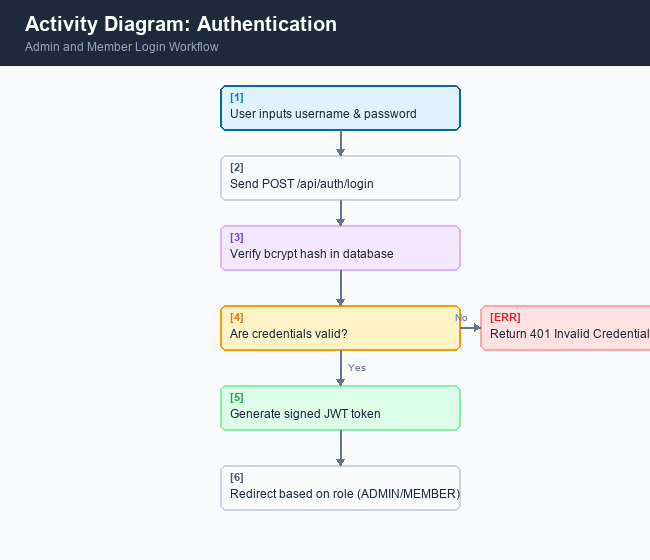 Activity Diagram: Authentication
Admin and Member Login Workflow
[1]
User inputs username & password
[2]
Send POST /api/auth/login
[3]
Verify bcrypt hash in database
[4]
Are credentials valid?
No
[ERR]
Return 401 Invalid Credential
Yes
[5]
Generate signed JWT token
[6]
Redirect based on role (ADMIN/MEMBER)